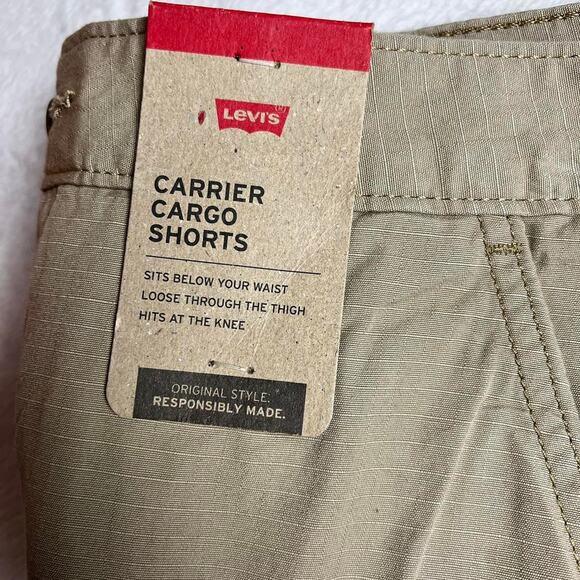 LEVI'S
CARRIER
CARGO
SHORTS
SITS BELOW YOUR WAIST
LOOSE THROUGH THE THIGH
HITS AT THE KNEE
ORIGINAL STYLE.
RESPONSIBLY MADE.